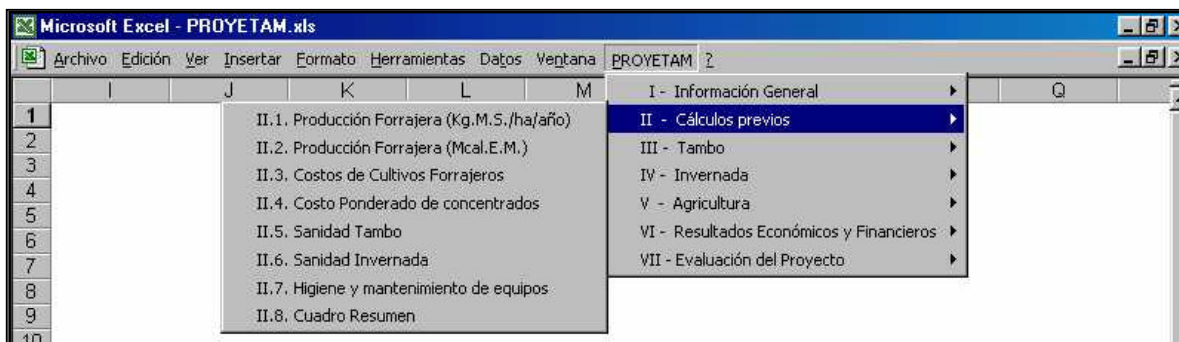 Microsoft Excel - PROYETAM.xls
Archivo Edición Ver Insertar Formato Herramientas Datos Ventana PROYETAM ?
I J K L M Q
I - Información General
II - Cálculos previos
III - Tambo
IV - Invernada
V - Agricultura
VI - Resultados Económicos y Financieros
VII - Evaluación del Proyecto
II.1. Producción Forrajera (Kg.M.S./ha/año)
II.2. Producción Forrajera (Mcal.E.M.)
II.3. Costos de Cultivos Forrajeros
II.4. Costo Ponderado de concentrados
II.5. Sanidad Tambo
II.6. Sanidad Invernada
II.7. Higiene y mantenimiento de equipos
II.8. Cuadro Resumen
1
2
3
4
5
6
7
8
9
10